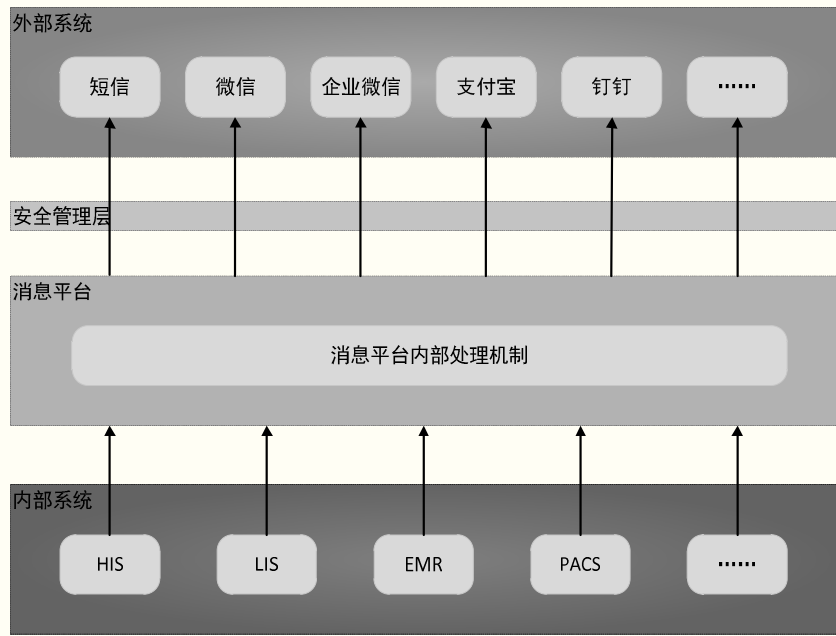 外部系统
短信
微信
企业微信
支付宝
钉钉
······
安全管理层
消息平台
消息平台内部处理机制
内部系统
HIS
LIS
EMR
PACS
······